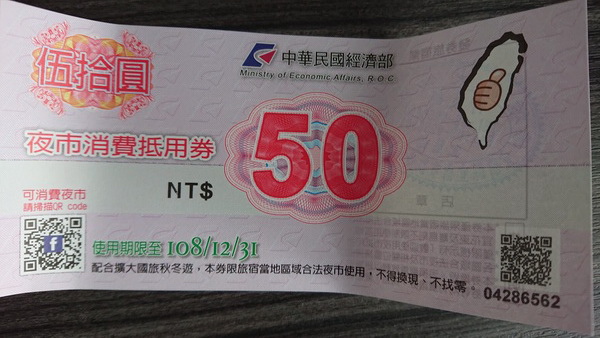 伍拾圓
中華民國經濟部
Ministry of Economic Affairs, R.O.C
夜市消費抵用券
NT$ 50
可消費夜市
請掃描QR code
使用期限至 108/12/31
配合擴大國旅秋冬遊，本券限旅宿當地區域合法夜市使用，不得換現、不找零。
04286562